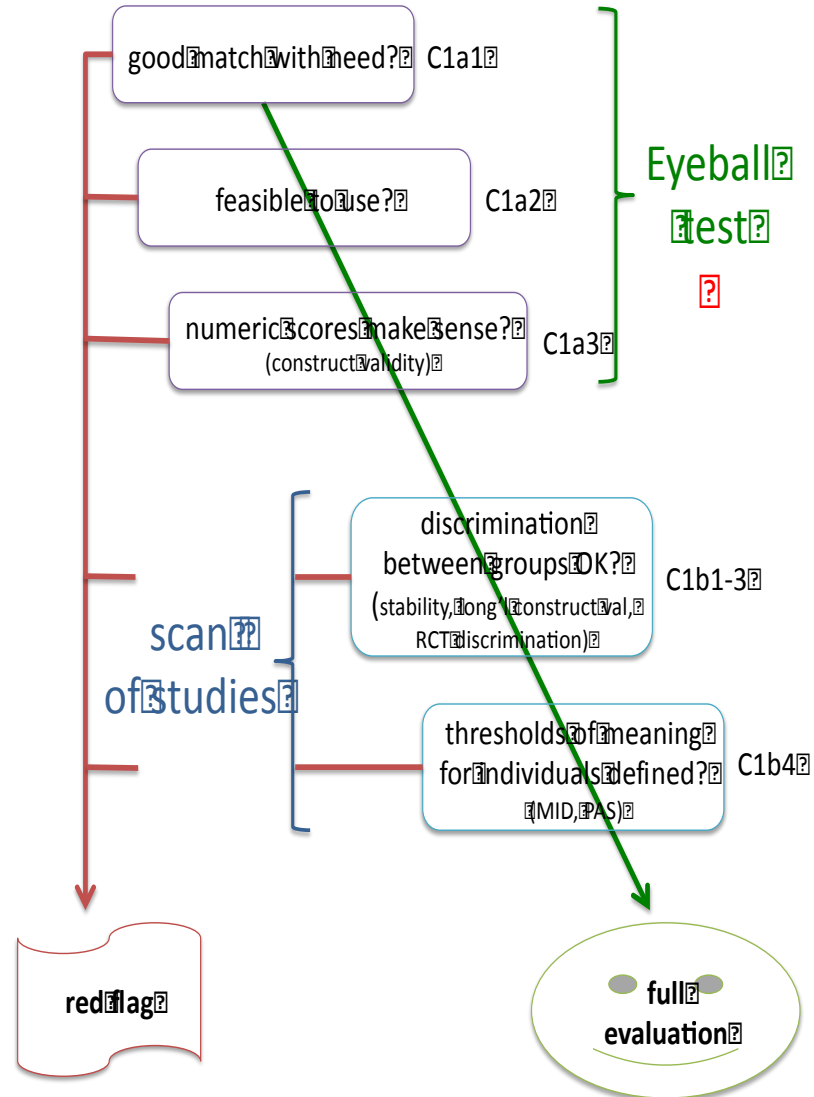 good match with need?
C1a1
feasible to use?
C1a2
numeric scores make sense?
(construct validity)
C1a3
Eyeball
test
discrimination
between groups OK?
(stability, long'l construct val,
RCT discrimination)
C1b1-3
scan
of studies
thresholds of meaning
for individuals defined?
(MID, PAS)
C1b4
red flag
full
evaluation